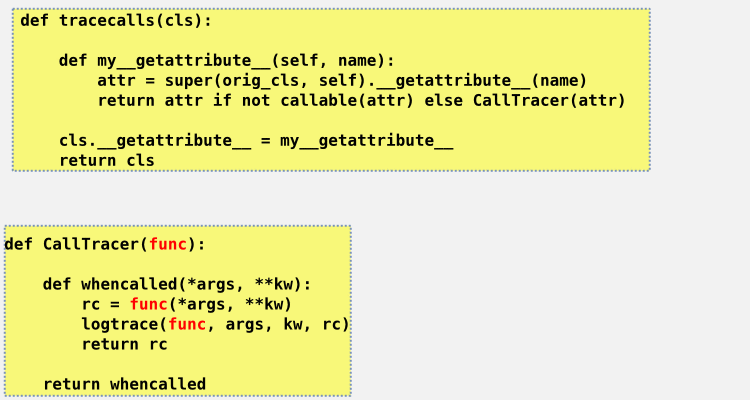 def tracecalls(cls):
    def my__getattribute__(self, name):
        attr = super(orig_cls, self).__getattribute__(name)
        return attr if not callable(attr) else CallTracer(attr)
    cls.__getattribute__ = my__getattribute__
    return cls
def CallTracer(func):
    def whencalled(*args, **kw):
        rc = func(*args, **kw)
        logtrace(func, args, kw, rc)
        return rc
    return whencalled